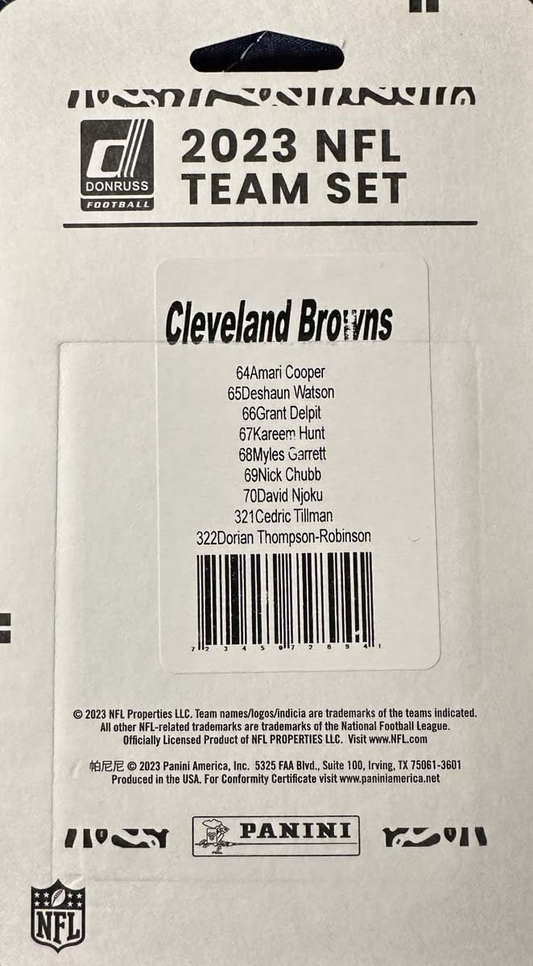 DONRUSS
FOOTBALL
2023 NFL
TEAM SET
Cleveland Browns
64Amari Cooper
65Deshaun Watson
66Grant Delpit
67Kareem Hunt
68Myles Garrett
69Nick Chubb
70David Njoku
321Cedric Tillman
322Dorian Thompson-Robinson
© 2023 NFL Properties LLC. Team names/logos/indicia are trademarks of the teams indicated.
All other NFL-related trademarks are trademarks of the National Football League.
Officially Licensed Product of NFL PROPERTIES LLC. Visit www.NFL.com
帕尼尼 © 2023 Panini America, Inc. 5325 FAA Blvd., Suite 100, Irving, TX 75061-3601
Produced in the USA. For Conformity Certificate visit www.paniniamerica.net
PANINI
NFL